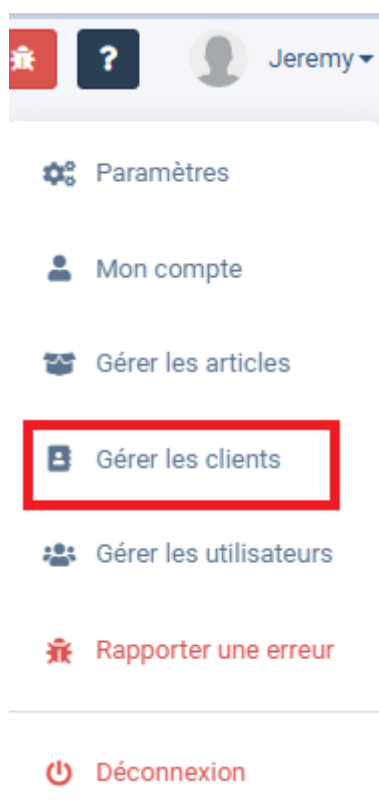 ? Jeremy
Paramètres
Mon compte
Gérer les articles
Gérer les clients
Gérer les utilisateurs
Rapporter une erreur
Déconnexion